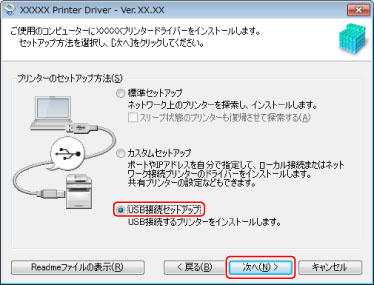 XXXXX Printer Driver - Ver. XX.XX
ご使用のコンピューターにXXXXXプリンタードライバーをインストールします。
セットアップ方法を選択し、[次へ]をクリックしてください。
プリンターのセットアップ方法(S)
標準セットアップ
ネットワーク上のプリンターを探索し、インストールします。
スリープ状態のプリンターも復帰させて探索する(A)
カスタムセットアップ
ポートやIPアドレスを自分で指定して、ローカル接続またはネット
ワーク接続プリンターのドライバーをインストールします。
共有プリンターの設定などもできます。
USB接続セットアップ
USB接続するプリンターをインストールします。
Readmeファイルの表示(R)
< 戻る(B)
次へ(N) >
キャンセル